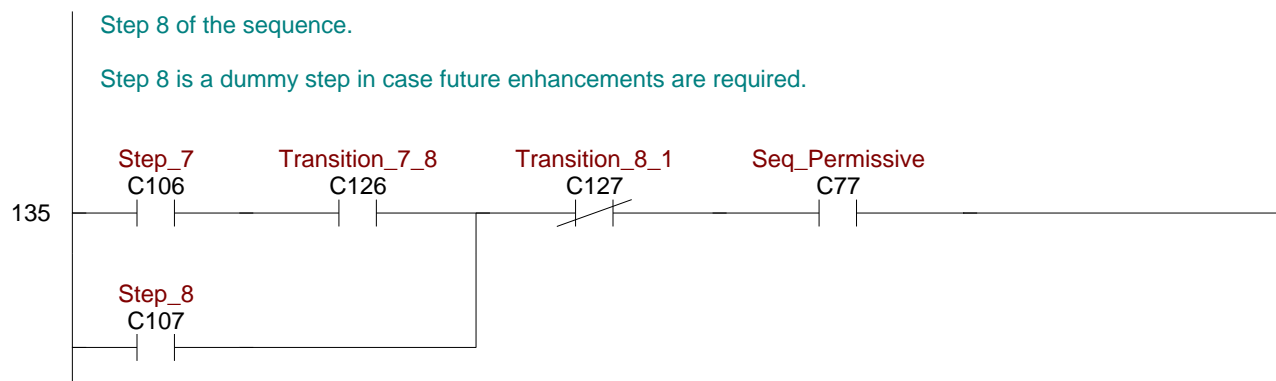 Step 8 of the sequence.
Step 8 is a dummy step in case future enhancements are required.
Step_7 Transition_7_8 Transition_8_1 Seq_Permissive
C106 C126 C127 C77
135
Step_8
C107